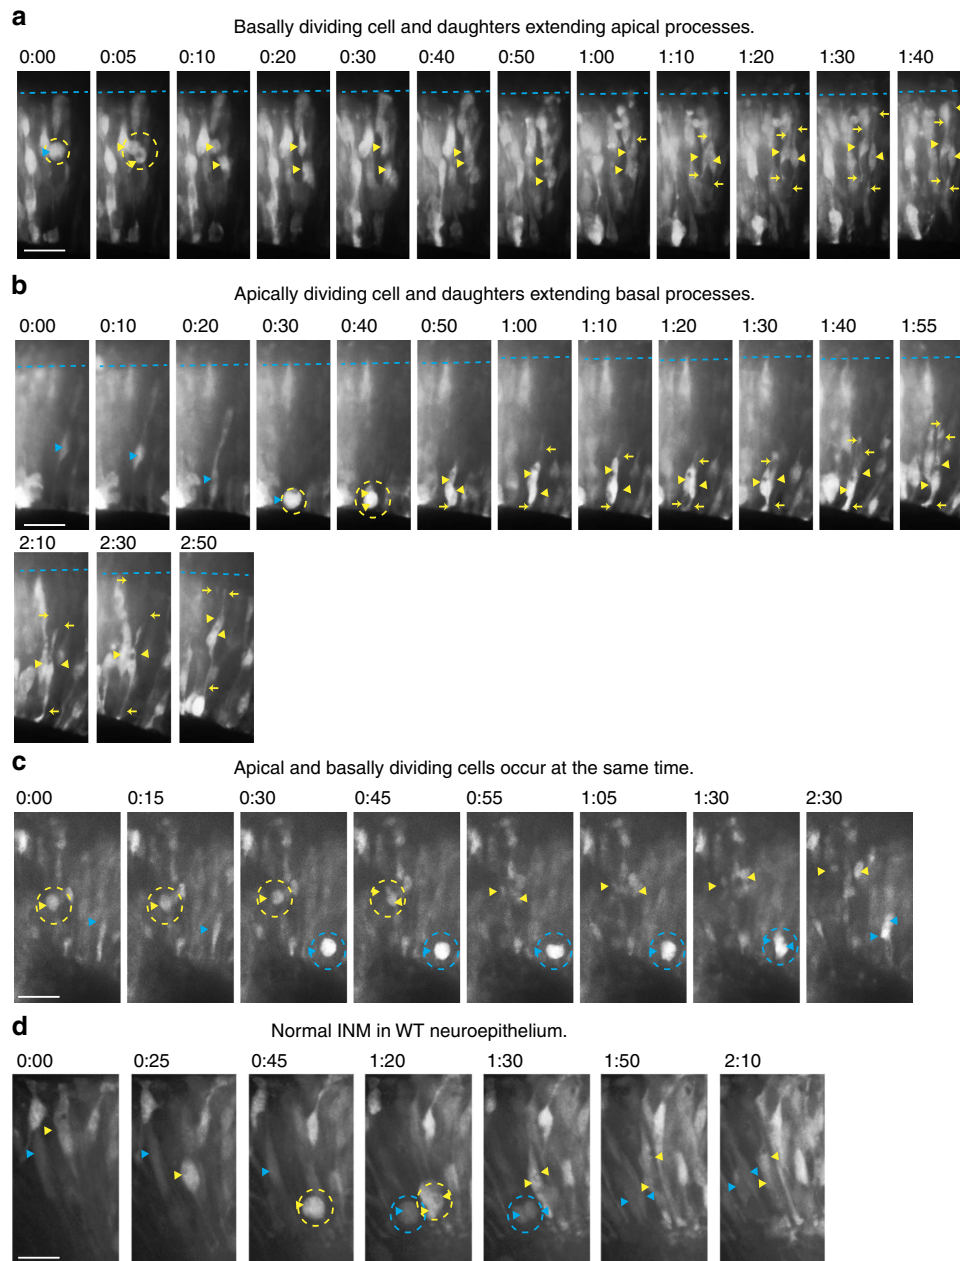 a
Basally dividing cell and daughters extending apical processes.
0:00 0:05 0:10 0:20 0:30 0:40 0:50 1:00 1:10 1:20 1:30 1:40
b
Apically dividing cell and daughters extending basal processes.
0:00 0:10 0:20 0:30 0:40 0:50 1:00 1:10 1:20 1:30 1:40 1:55
2:10 2:30 2:50
c
Apical and basally dividing cells occur at the same time.
0:00 0:15 0:30 0:45 0:55 1:05 1:30 2:30
d
Normal INM in WT neuroepithelium.
0:00 0:25 0:45 1:20 1:30 1:50 2:10